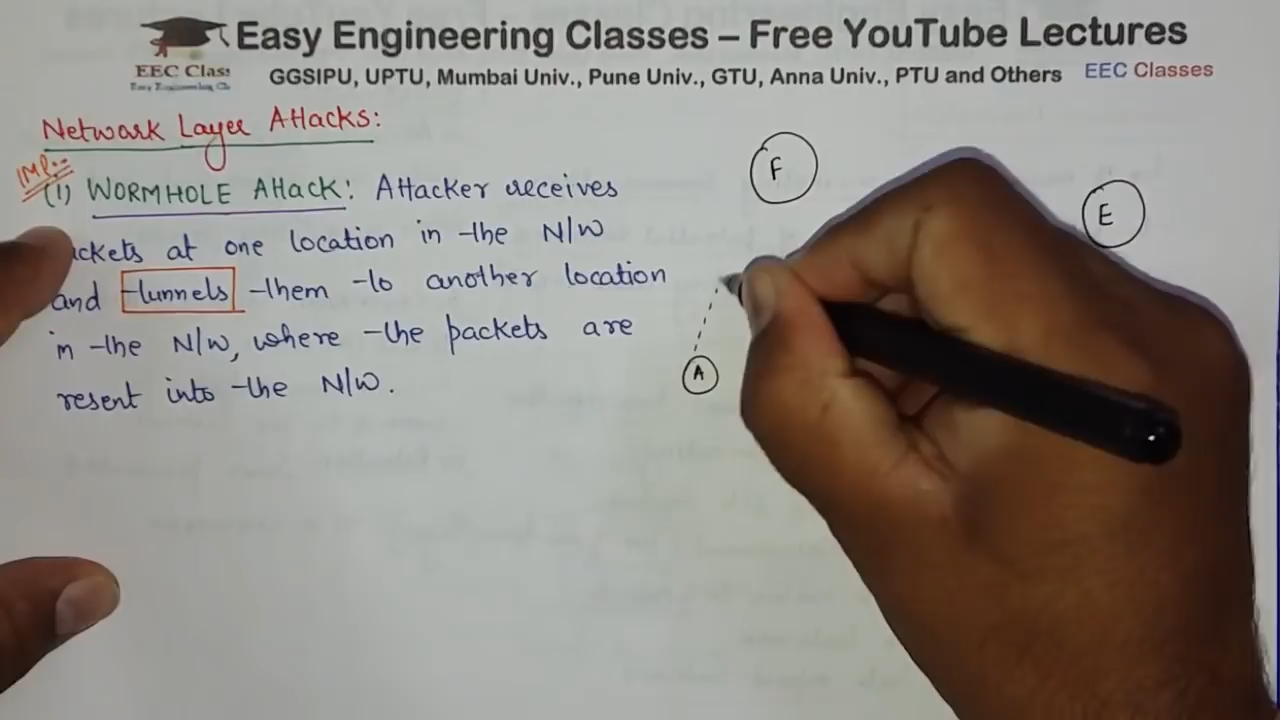 Easy Engineering Classes – Free YouTube Lectures
EEC Class
GGSIPU, UPTU, Mumbai Univ., Pune Univ., GTU, Anna Univ., PTU and Others
EEC Classes
Network Layer Attacks:
IMP:-
(1) WORMHOLE Attack: Attacker receives
ackets at one location in the N/W
and tunnels them to another location
in the N/W, where the packets are
resent into the N/W.
F
E
A